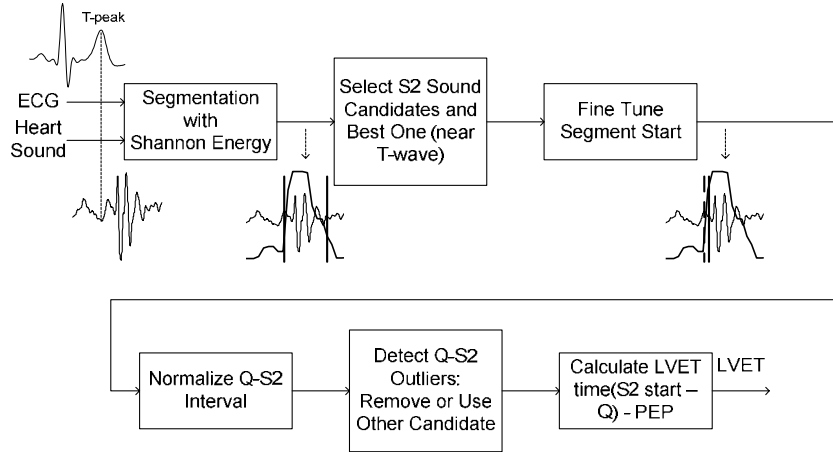 T-peak
ECG
Heart
Sound
Segmentation
with
Shannon Energy
Select S2 Sound
Candidates and
Best One (near
T-wave)
Fine Tune
Segment Start
Normalize Q-S2
Interval
Detect Q-S2
Outliers:
Remove or Use
Other Candidate
Calculate LVET
time(S2 start –
Q) - PEP
LVET